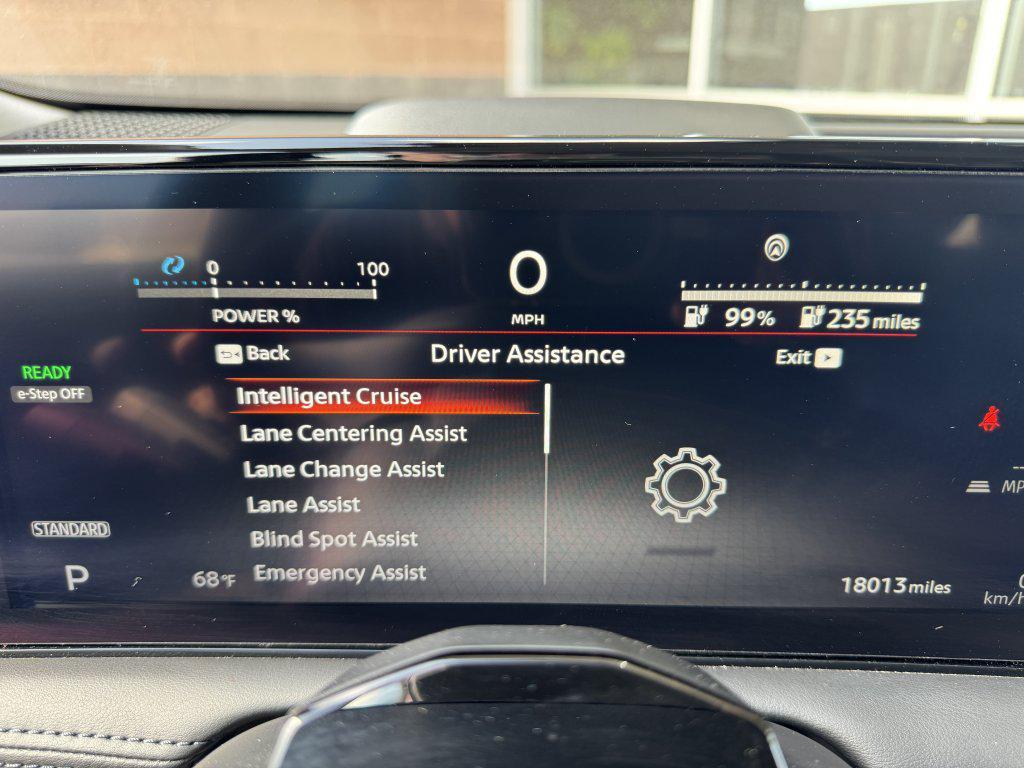 0 100
POWER %
0
MPH
99% 235 miles
Back Driver Assistance Exit
READY
e-Step OFF
Intelligent Cruise
Lane Centering Assist
Lane Change Assist
Lane Assist
Blind Spot Assist
Emergency Assist
STANDARD
P 68°F
18013 miles
km/h